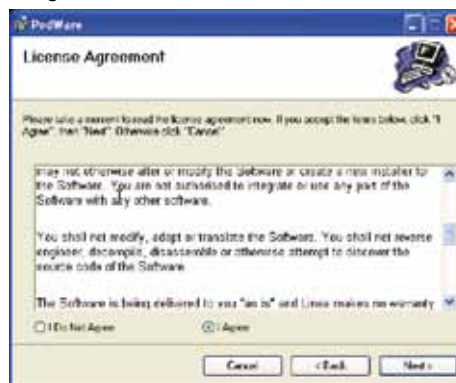 PodWare
License Agreement
Please take a moment to read the license agreement now. If you accept the terms below, click "I
Agree", then "Next". Otherwise click "Cancel".
may not otherwise alter or modify the Software or create a new installer for
the Software. You are not authorised to integrate or use any part of the
Software with any other software.
You shall not modify, adapt or translate the Software. You shall not reverse
engineer, decompile, disassemble or otherwise attempt to discover the
source code of the Software.
The Software is being delivered to you "as is" and Linea makes no warranty
I Do Not Agree
I Agree
Cancel
< Back
Next >